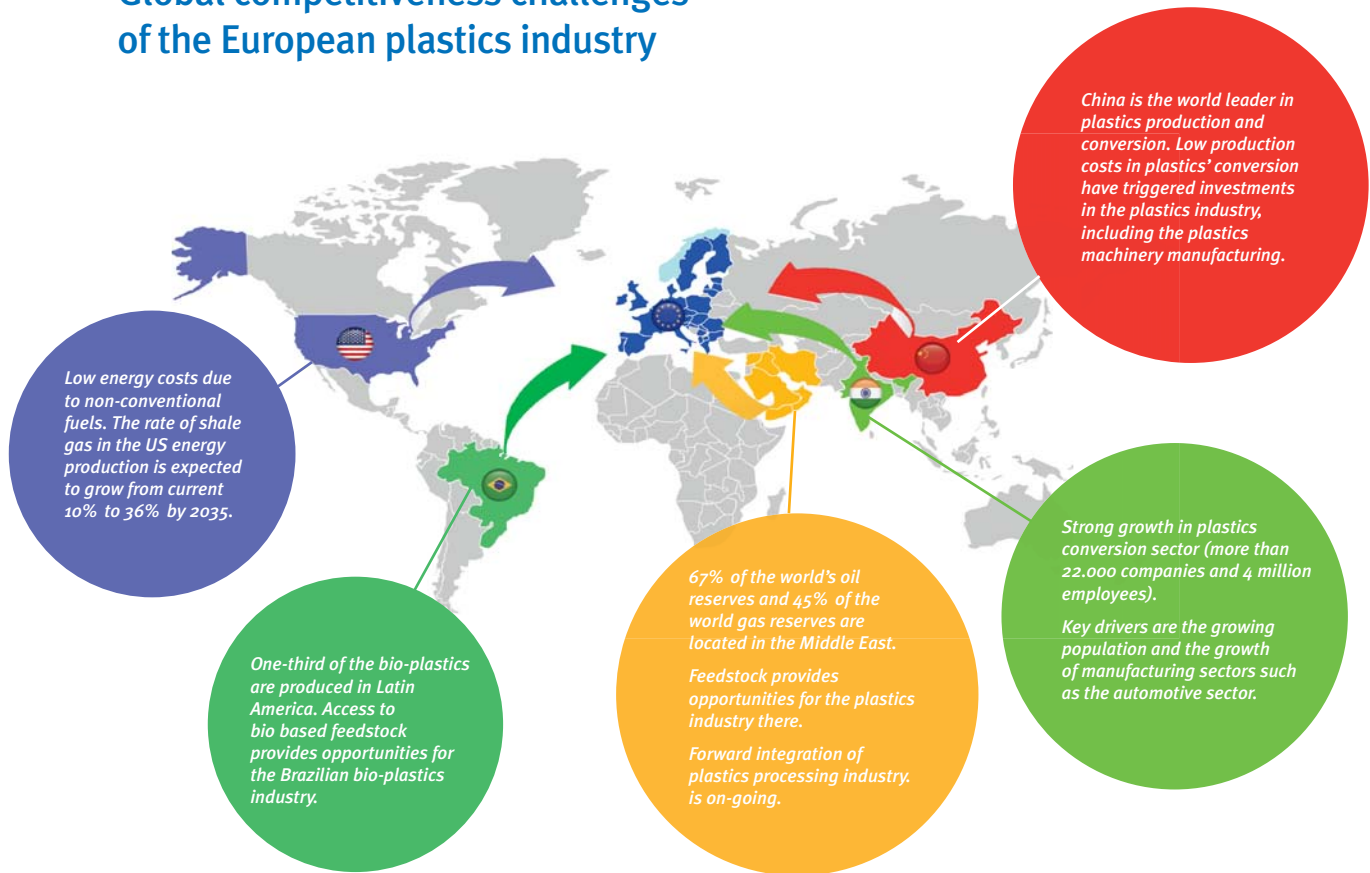 Global competitiveness challenges
of the European plastics industry
China is the world leader in
plastics production and
conversion. Low production
costs in plastics’ conversion
have triggered investments
in the plastics industry,
including the plastics
machinery manufacturing.
Low energy costs due
to non-conventional
fuels. The rate of shale
gas in the US energy
production is expected
to grow from current
10% to 36% by 2035.
One-third of the bio-plastics
are produced in Latin
America. Access to
bio based feedstock
provides opportunities for
the Brazilian bio-plastics
industry.
67% of the world’s oil
reserves and 45% of the
world gas reserves are
located in the Middle East.
Feedstock provides
opportunities for the plastics
industry there.
Forward integration of
plastics processing industry.
is on-going.
Strong growth in plastics
conversion sector (more than
22.000 companies and 4 million
employees).
Key drivers are the growing
population and the growth
of manufacturing sectors such
as the automotive sector.